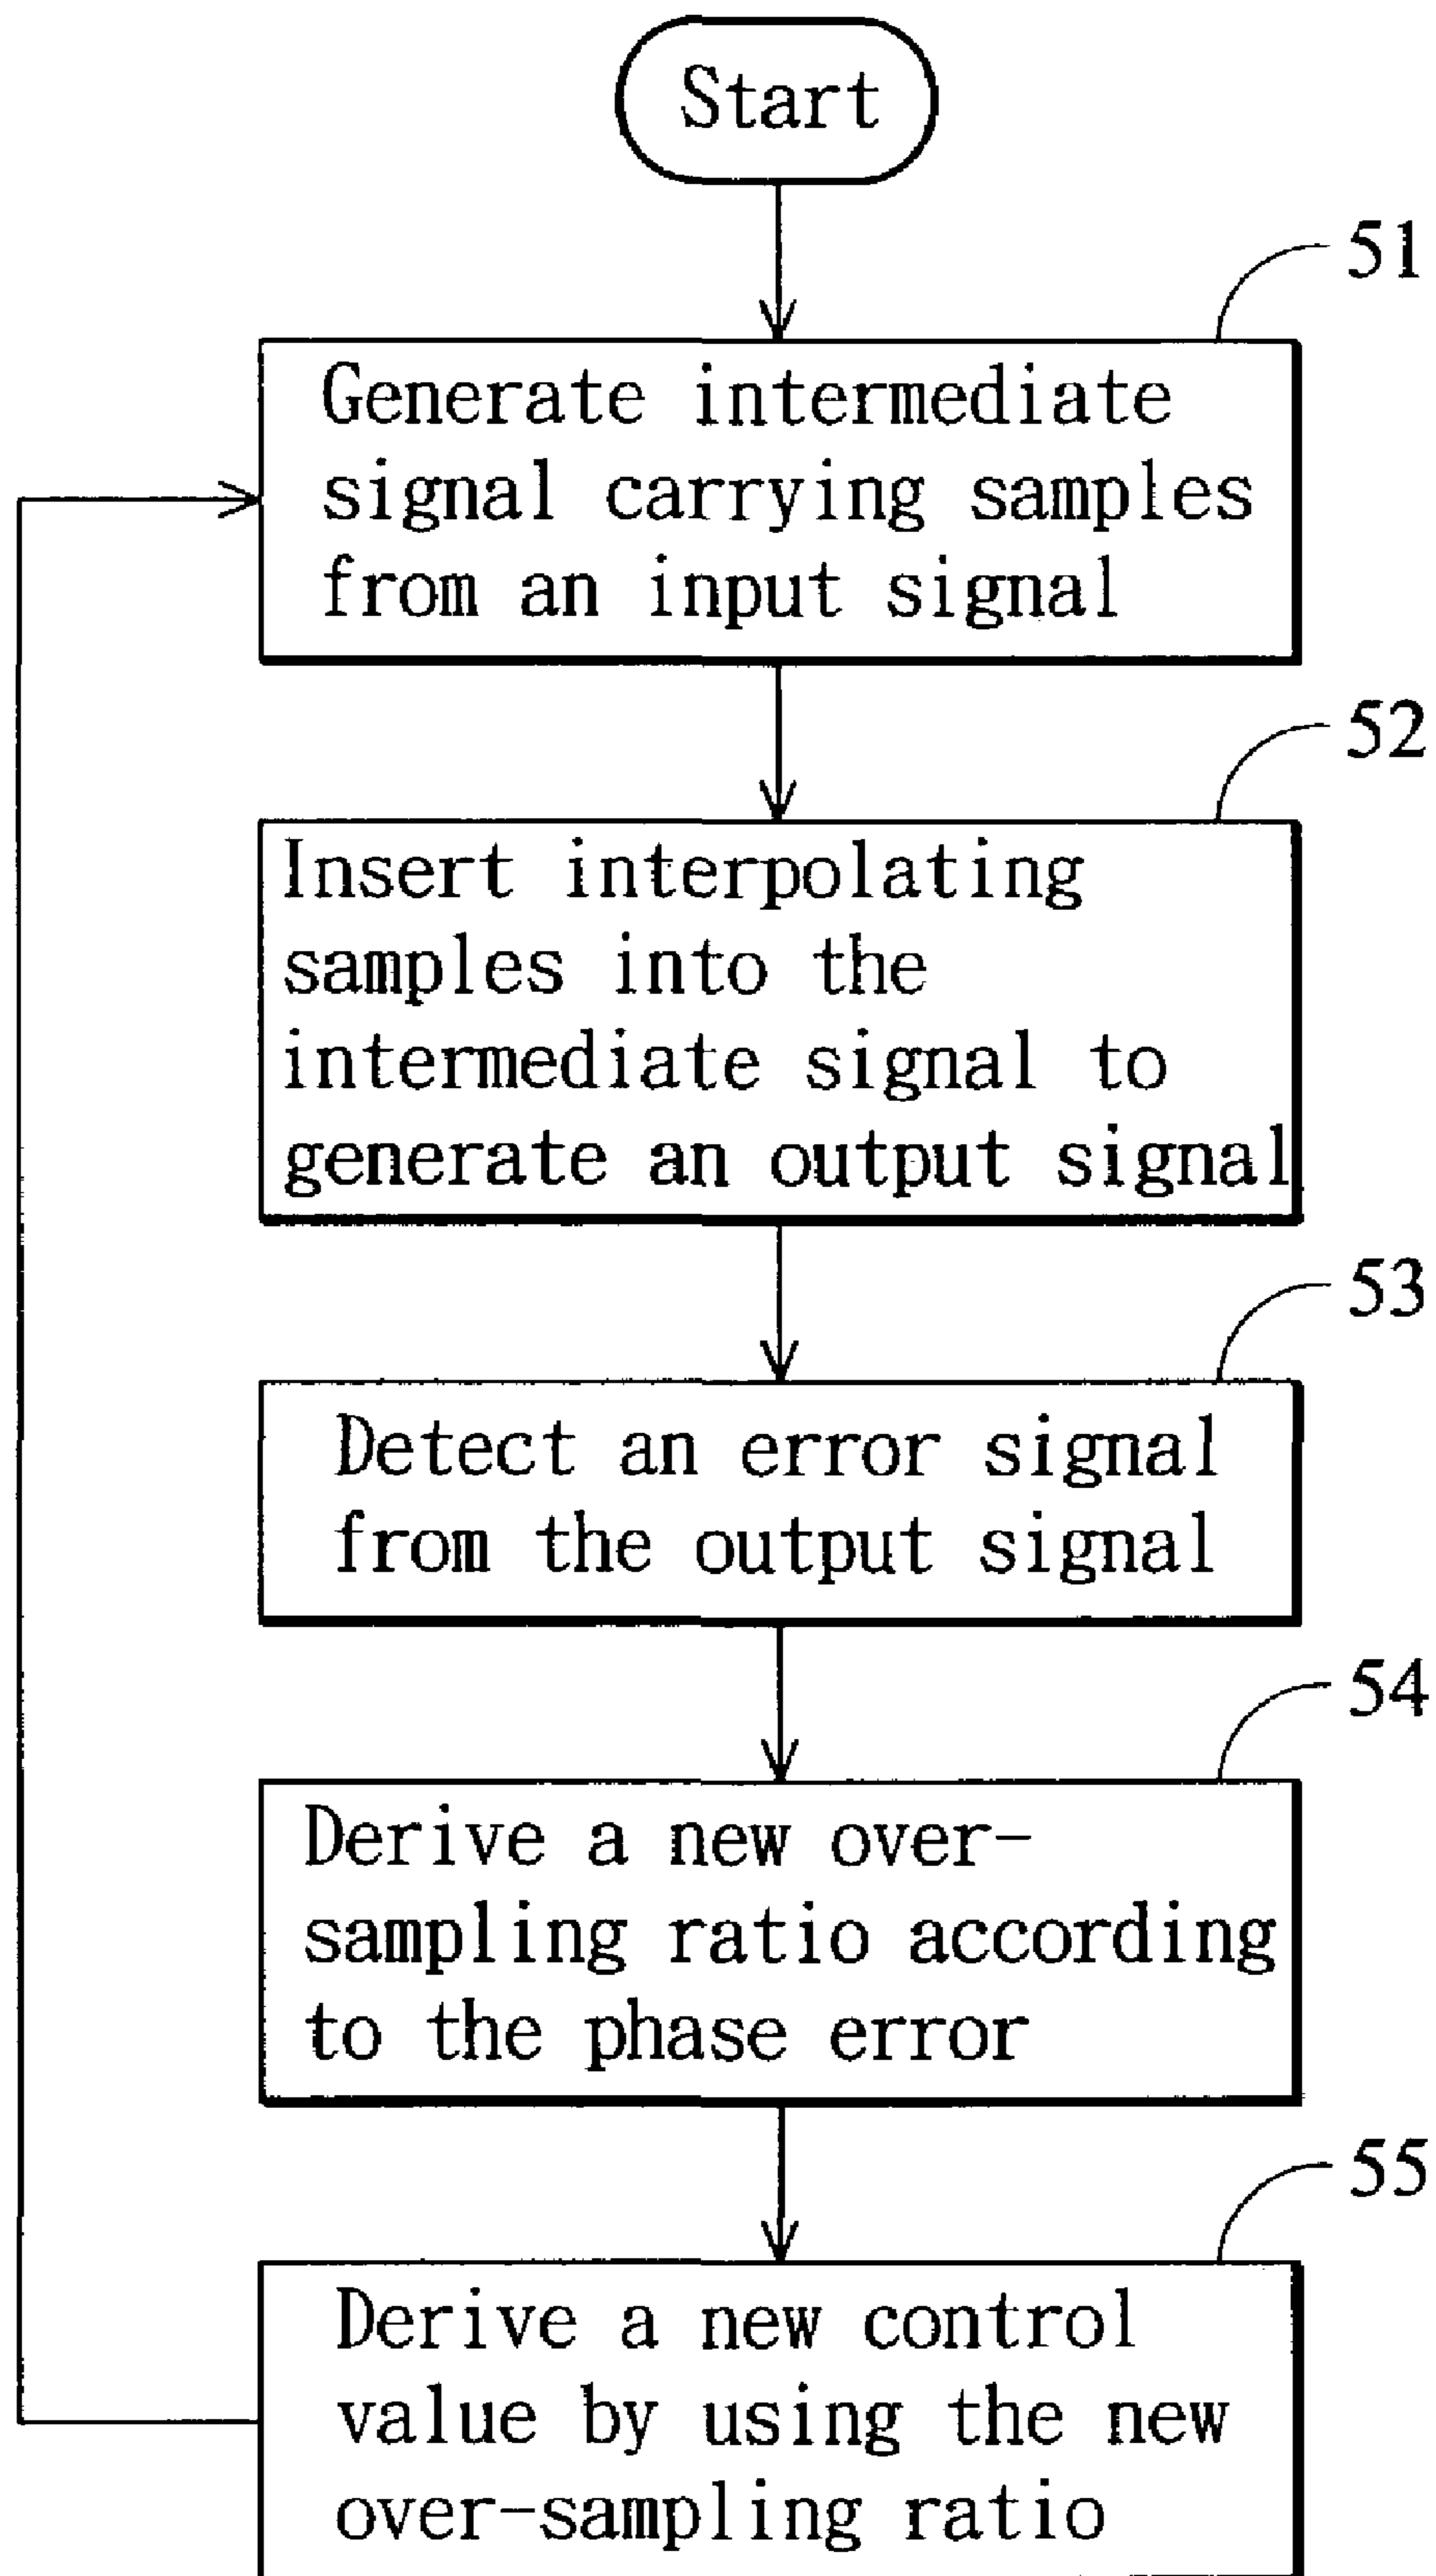 Start
51
Generate intermediate
signal carrying samples
from an input signal
52
Insert interpolating
samples into the
intermediate signal to
generate an output signal
53
Detect an error signal
from the output signal
54
Derive a new over-
sampling ratio according
to the phase error
55
Derive a new control
value by using the new
over-sampling ratio